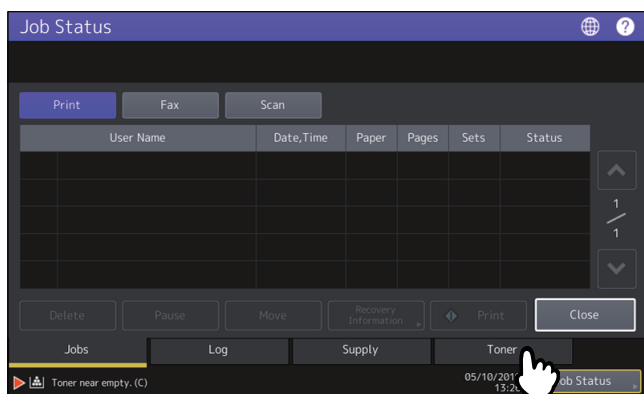 Job Status
?
Print Fax Scan
User Name Date,Time Paper Pages Sets Status
1
1
Delete Pause Move Recovery Information Print Close
Jobs Log Supply Toner
Toner near empty. (C)
05/10/201
13:2
ob Status